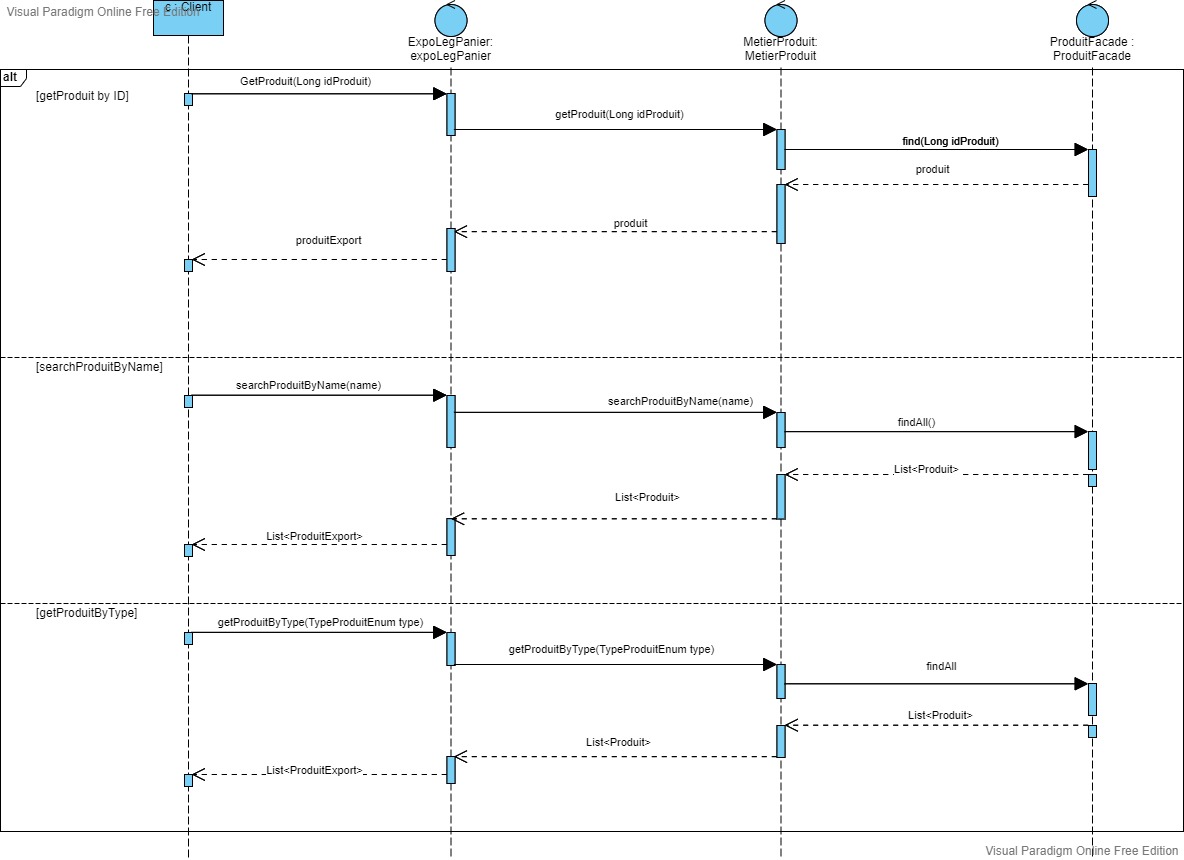 Visual Paradigm Online Free Edition
c : Client
ExpoLegPanier:
expoLegPanier
MetierProduit:
MetierProduit
ProduitFacade :
ProduitFacade
alt
[getProduit by ID]
GetProduit(Long idProduit)
getProduit(Long idProduit)
find(Long idProduit)
produit
produit
produitExport
[searchProduitByName]
searchProduitByName(name)
searchProduitByName(name)
findAll()
List<Produit>
List<Produit>
List<ProduitExport>
[getProduitByType]
getProduitByType(TypeProduitEnum type)
getProduitByType(TypeProduitEnum type)
findAll
List<Produit>
List<Produit>
List<ProduitExport>
Visual Paradigm Online Free Edition